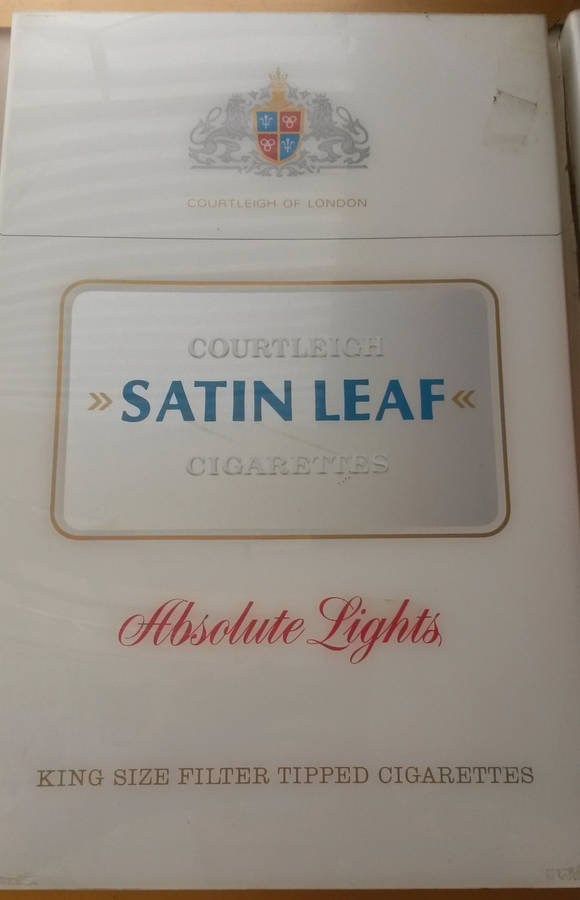 COURTLEIGH OF LONDON
COURTLEIGH
» SATIN LEAF «
CIGARETTES
Absolute Lights
KING SIZE FILTER TIPPED CIGARETTES